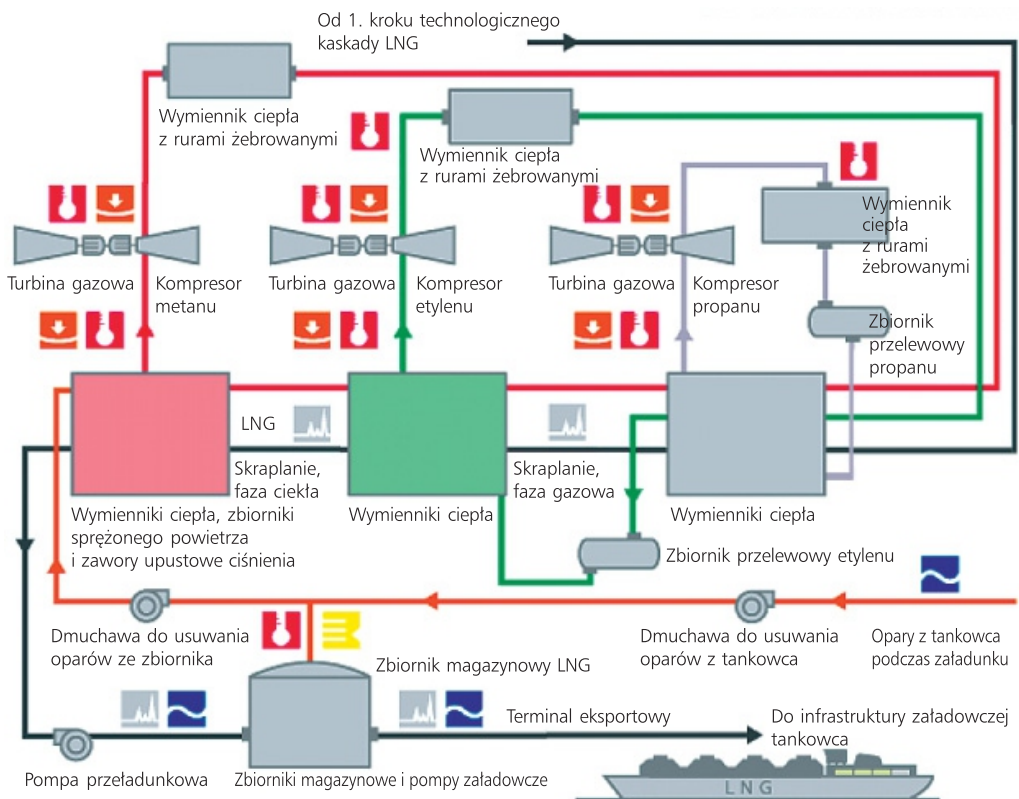 Od 1. kroku technologicznego
kaskady LNG
Wymiennik ciepła
z rurami żebrowanymi
Wymiennik ciepła
z rurami żebrowanymi
Wymiennik
ciepła
z rurami
żebrowanymi
Turbina gazowa
Kompresor
metanu
Turbina gazowa
Kompresor
etylenu
Turbina gazowa
Kompresor
propanu
Zbiornik
przelewowy
propanu
LNG
Skraplanie,
faza ciekła
Skraplanie,
faza gazowa
Wymienniki ciepła, zbiorniki
sprężonego powietrza
i zawory upustowe ciśnienia
Wymienniki ciepła
Wymienniki ciepła
Zbiornik przelewowy etylenu
Dmuchawa do usuwania
oparów ze zbiornika
Dmuchawa do usuwania
oparów z tankowca
Opary z tankowca
podczas załadunku
Zbiornik magazynowy LNG
Terminal eksportowy
Do infrastruktury załadowczej
tankowca
Pompa przeładunkowa
Zbiorniki magazynowe i pompy załadowcze
LNG